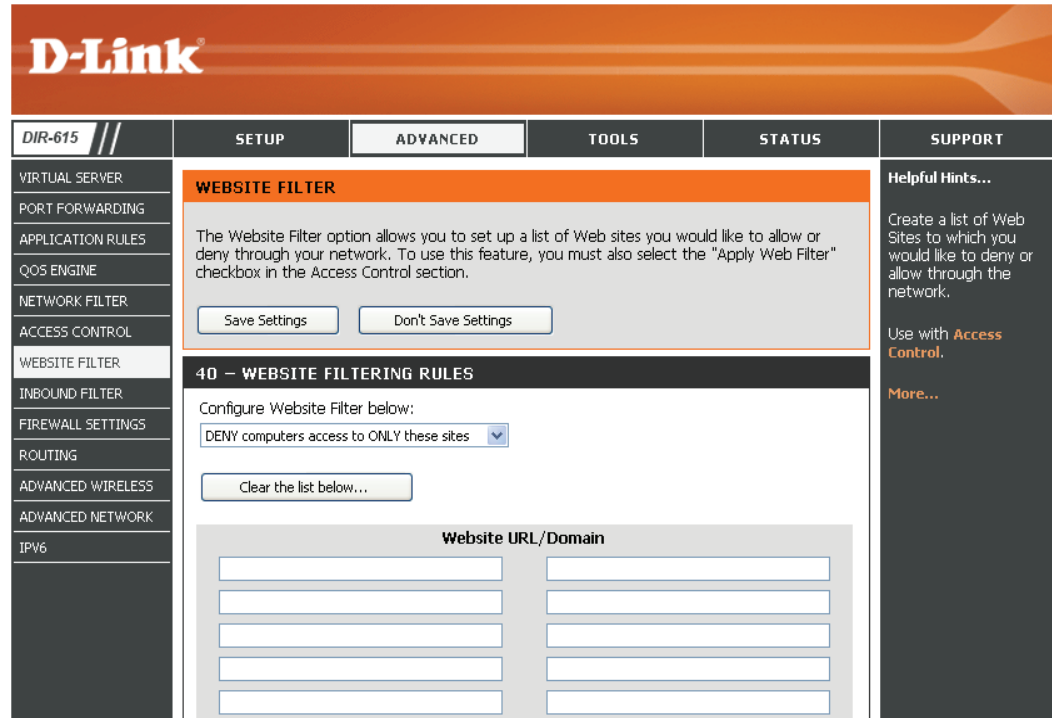 D-Link®
DIR-615
SETUP
ADVANCED
TOOLS
STATUS
SUPPORT
VIRTUAL SERVER
PORT FORWARDING
APPLICATION RULES
QOS ENGINE
NETWORK FILTER
ACCESS CONTROL
WEBSITE FILTER
INBOUND FILTER
FIREWALL SETTINGS
ROUTING
ADVANCED WIRELESS
ADVANCED NETWORK
IPV6
WEBSITE FILTER
The Website Filter option allows you to set up a list of Web sites you would like to allow or
deny through your network. To use this feature, you must also select the "Apply Web Filter"
checkbox in the Access Control section.
Save Settings
Don't Save Settings
40 – WEBSITE FILTERING RULES
Configure Website Filter below:
DENY computers access to ONLY these sites
Clear the list below...
Website URL/Domain
Helpful Hints...
Create a list of Web
Sites to which you
would like to deny or
allow through the
network.
Use with Access
Control.
More...